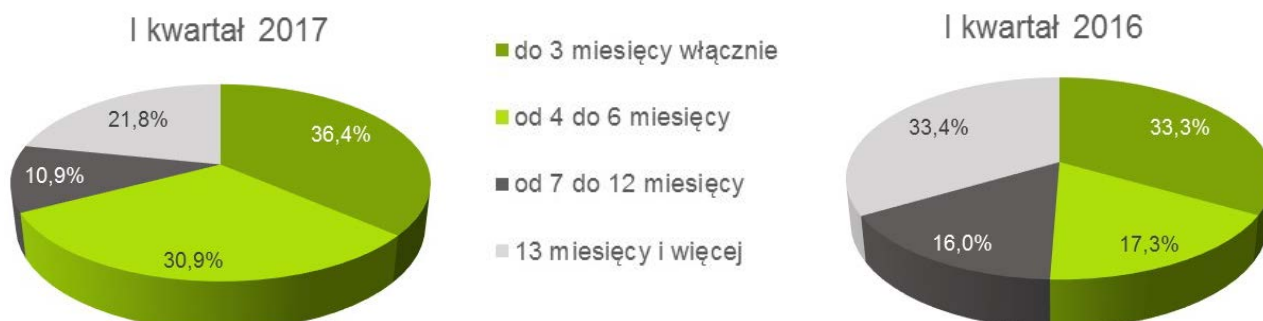 I kwartał 2017
21,8%
36,4%
10,9%
30,9%
do 3 miesięcy włącznie
od 4 do 6 miesięcy
od 7 do 12 miesięcy
13 miesięcy i więcej
I kwartał 2016
33,4%
33,3%
16,0%
17,3%